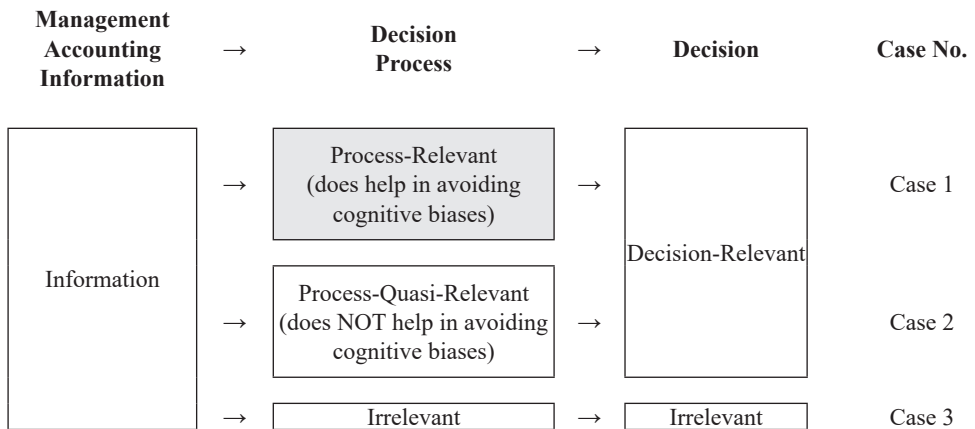 Management
Accounting
Information
→
Decision
Process
→
Decision
Case No.
Information
→
Process-Relevant
(does help in avoiding
cognitive biases)
→
Decision-Relevant
Case 1
→
Process-Quasi-Relevant
(does NOT help in avoiding
cognitive biases)
→
Case 2
→
Irrelevant
→
Irrelevant
Case 3